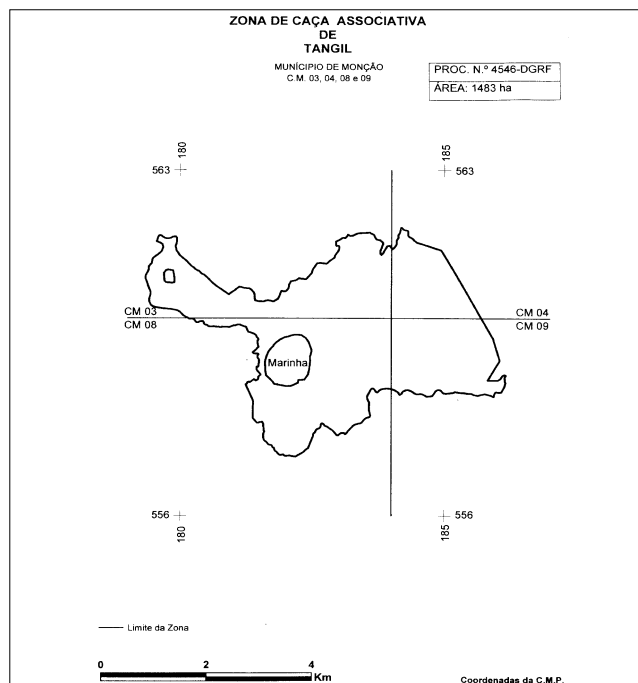 ZONA DE CAÇA ASSOCIATIVA
DE
TANGIL
MUNÍCIPIO DE MONÇÃO
C.M. 03, 04, 08 e 09
PROC. N.º 4546-DGRF
ÁREA: 1483 ha
180
185
563
563
CM 03
CM 04
CM 08
CM 09
Marinha
556
556
180
185
Limite da Zona
0 2 4
Km
Coordenadas da C.M.P.